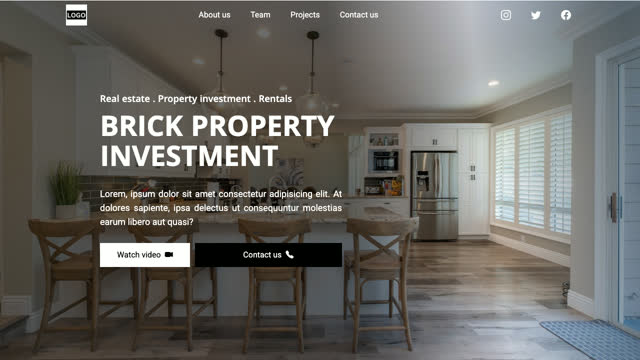 LOGO
About us
Team
Projects
Contact us
Real estate . Property investment . Rentals
BRICK PROPERTY
INVESTMENT
Lorem, ipsum dolor sit amet consectetur adipisicing elit. At
dolores sapiente, ipsa delectus ut consequuntur molestias
earum libero aut quasi?
Watch video
Contact us